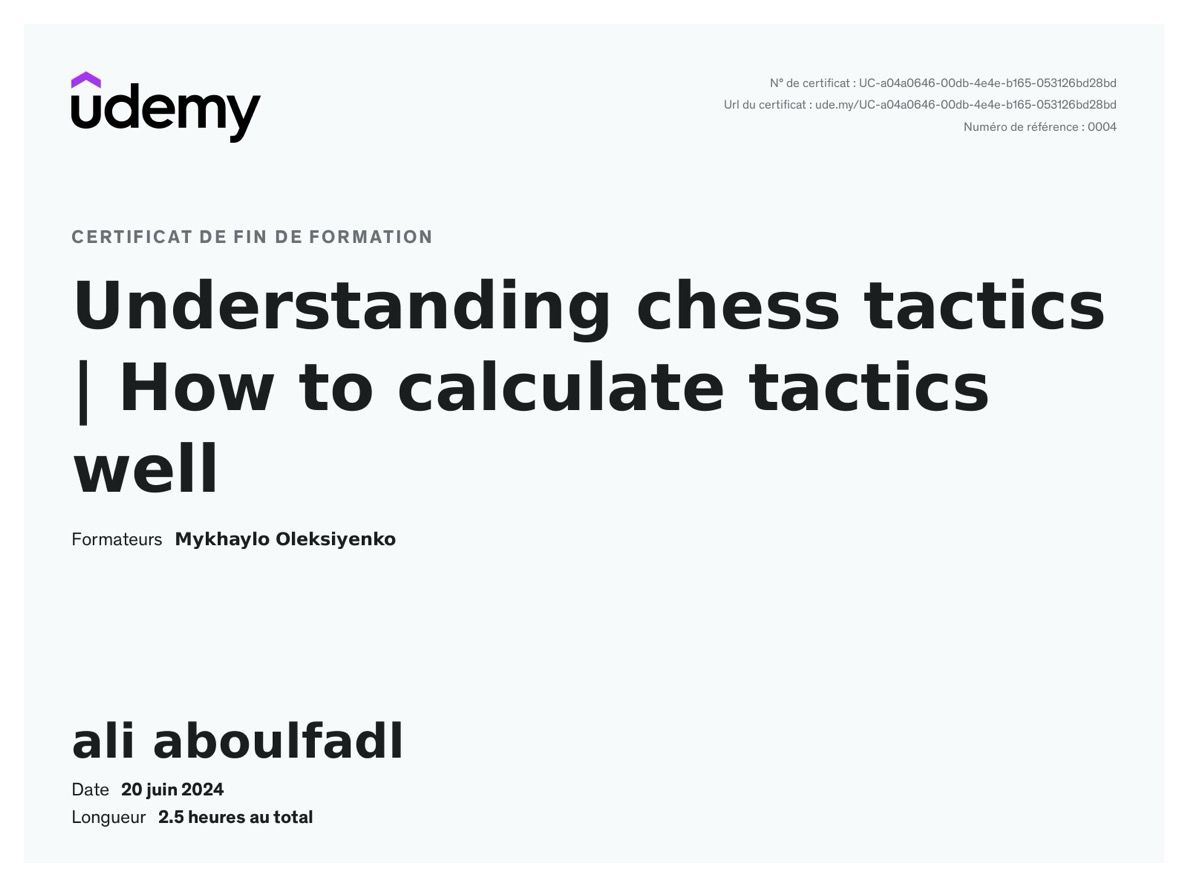 ûdemy
N° de certificat : UC-a04a0646-00db-4e4e-b165-053126bd28bd
Url du certificat : ude.my/UC-a04a0646-00db-4e4e-b165-053126bd28bd
Numéro de référence : 0004
CERTIFICAT DE FIN DE FORMATION
Understanding chess tactics
| How to calculate tactics
well
Formateurs Mykhaylo Oleksiyenko
ali aboulfadl
Date 20 juin 2024
Longueur 2.5 heures au total